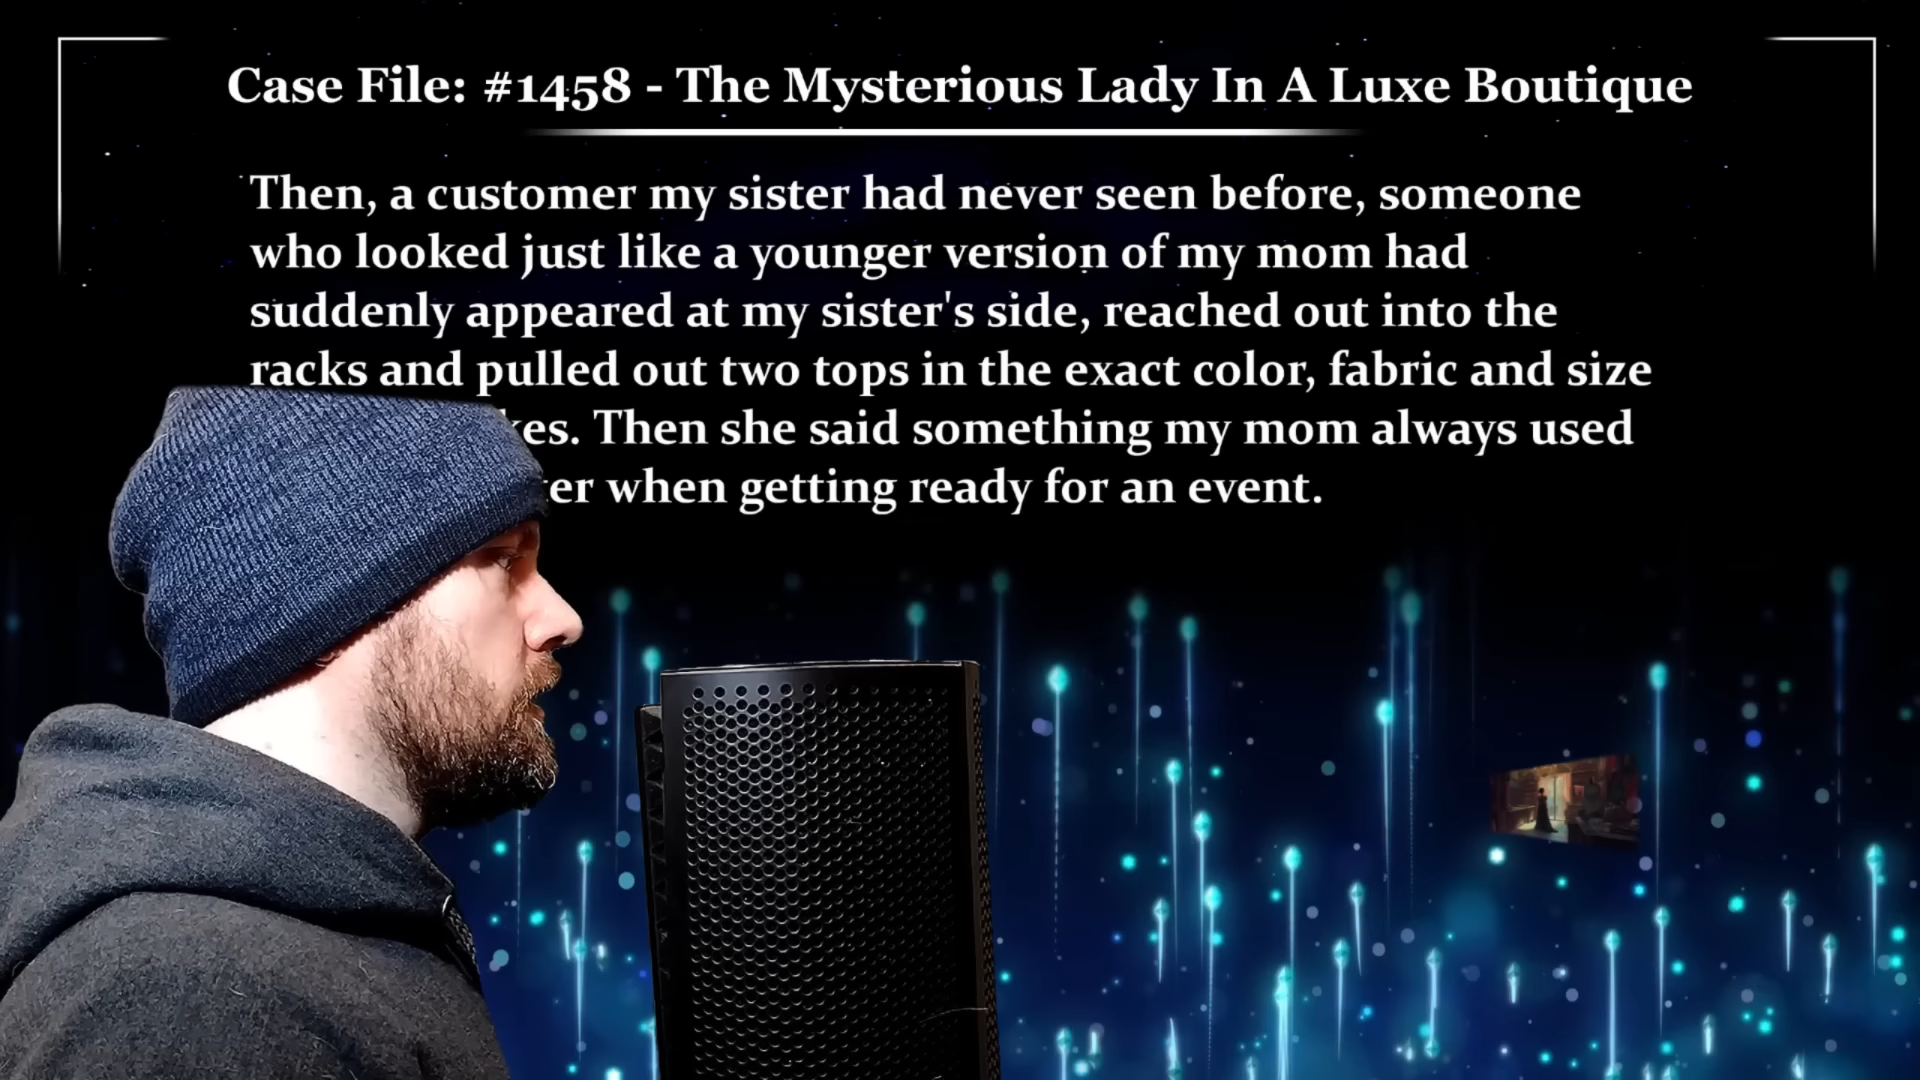 Case File: #1458 - The Mysterious Lady In A Luxe Boutique
Then, a customer my sister had never seen before, someone
who looked just like a younger version of my mom had
suddenly appeared at my sister's side, reached out into the
racks and pulled out two tops in the exact color, fabric and size
Then she said something my mom always used
when getting ready for an event.